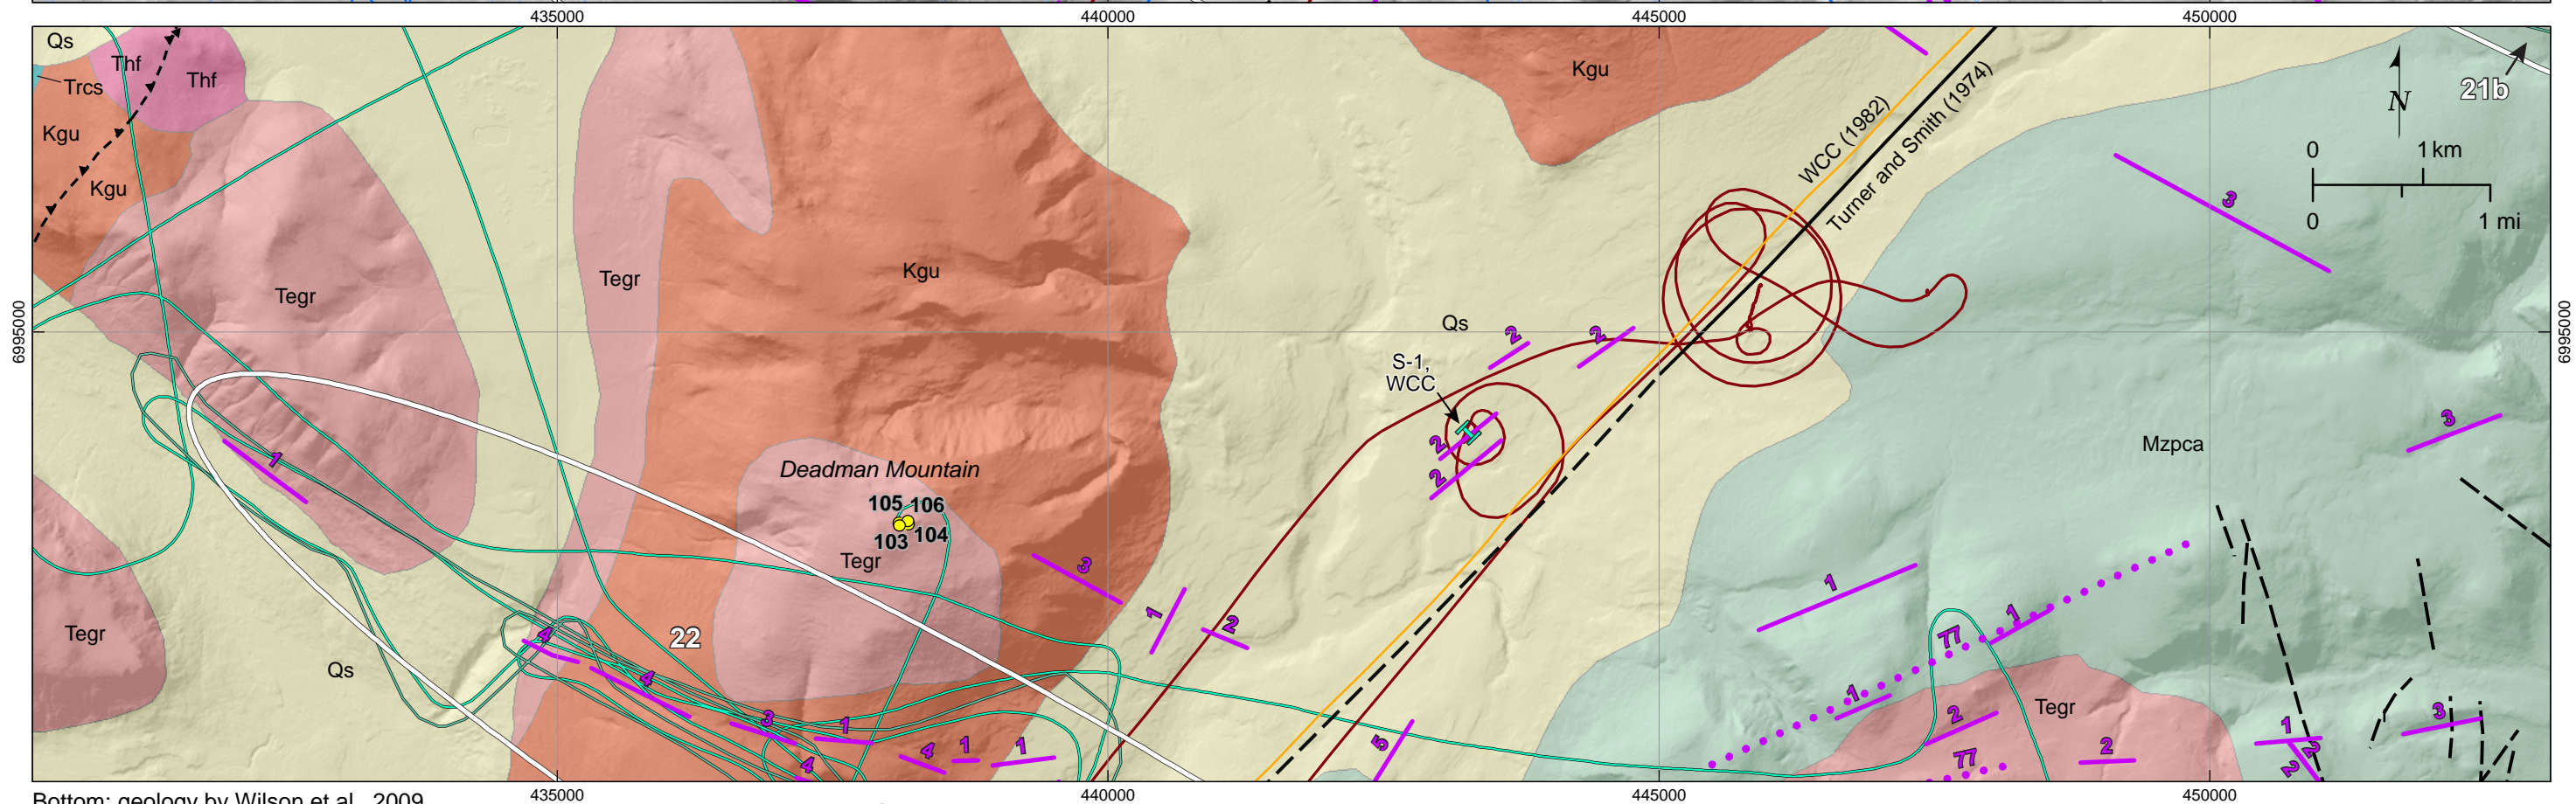 435000 440000 445000 450000
Qs
Thf
Thf
Trcs
Kgu
Kgu
Kgu
WCC (1982)
Turner and Smith (1974)
N
21b
0 1 km
0 1 mi
3
Tegr
Tegr
Kgu
6995000
6995000
Qs
2
2
S-1,
WCC
2
2
3
Mzpca
1
Deadman Mountain
105 106
103 104
Tegr
3
1
2
1
1
77
1
Tegr
Qs
22
4
4
3
1
4
1
1
4
5
Tegr
2
77
2
3
1
2
2
Bottom: geology by Wilson et al., 2009
435000 440000 445000 450000